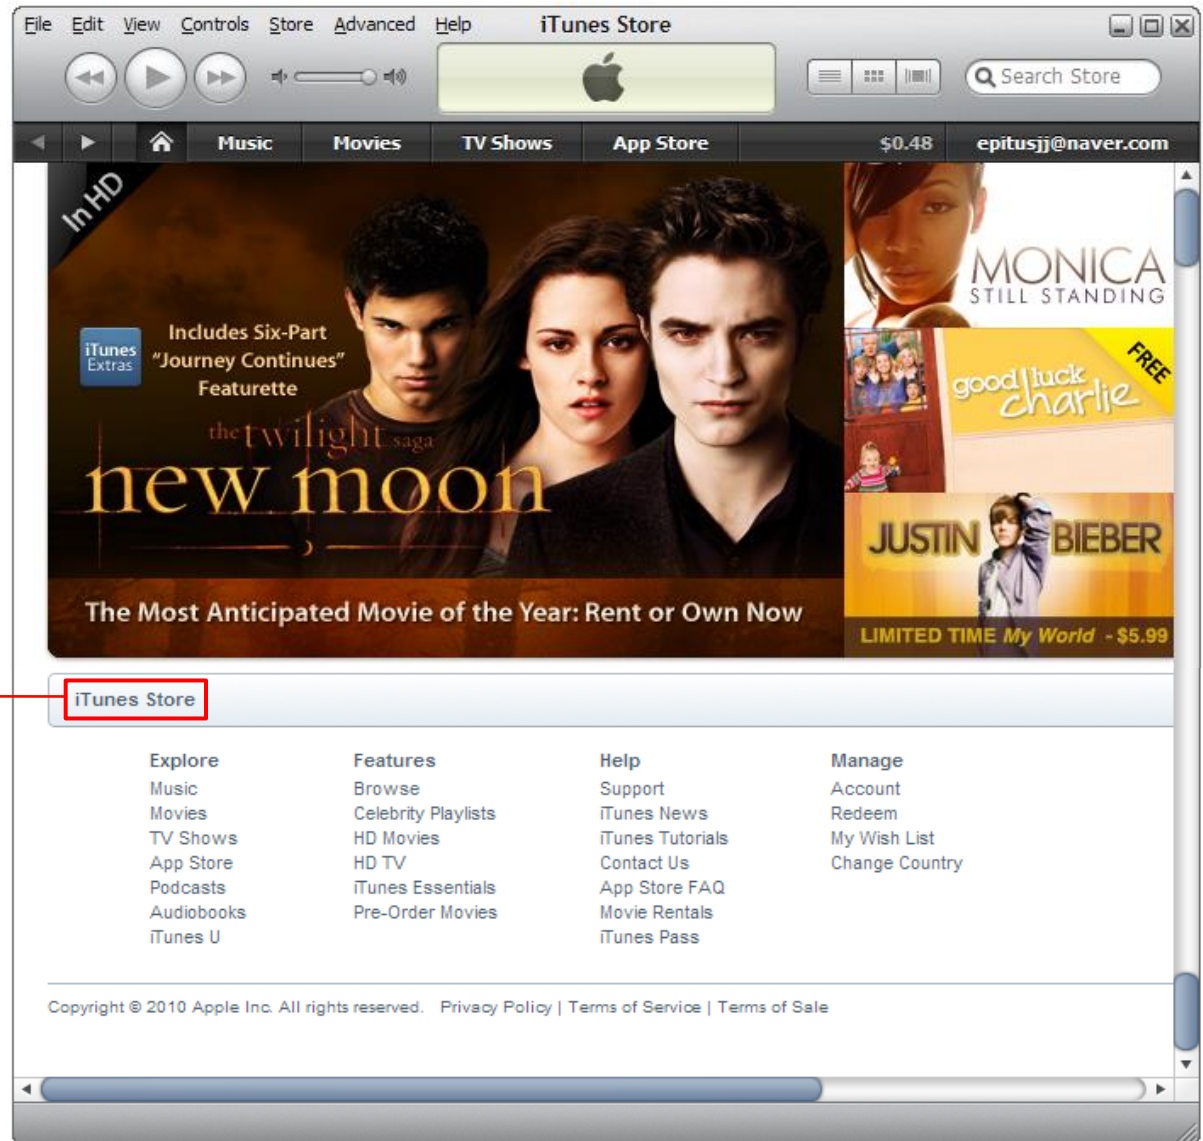 File Edit View Controls Store Advanced Help iTunes Store
Search Store
Music Movies TV Shows App Store $0.48 epitusjj@naver.com
In HD
iTunes
Extras
Includes Six-Part
"Journey Continues"
Featurette
the twilight saga
new moon
The Most Anticipated Movie of the Year: Rent or Own Now
MONICA
STILL STANDING
FREE
good luck
charlie
JUSTIN BIEBER
LIMITED TIME My World - $5.99
iTunes Store
Explore
Music
Movies
TV Shows
App Store
Podcasts
Audiobooks
iTunes U
Features
Browse
Celebrity Playlists
HD Movies
HD TV
iTunes Essentials
Pre-Order Movies
Help
Support
iTunes News
iTunes Tutorials
Contact Us
App Store FAQ
Movie Rentals
iTunes Pass
Manage
Account
Redeem
My Wish List
Change Country
Copyright © 2010 Apple Inc. All rights reserved. Privacy Policy | Terms of Service | Terms of Sale